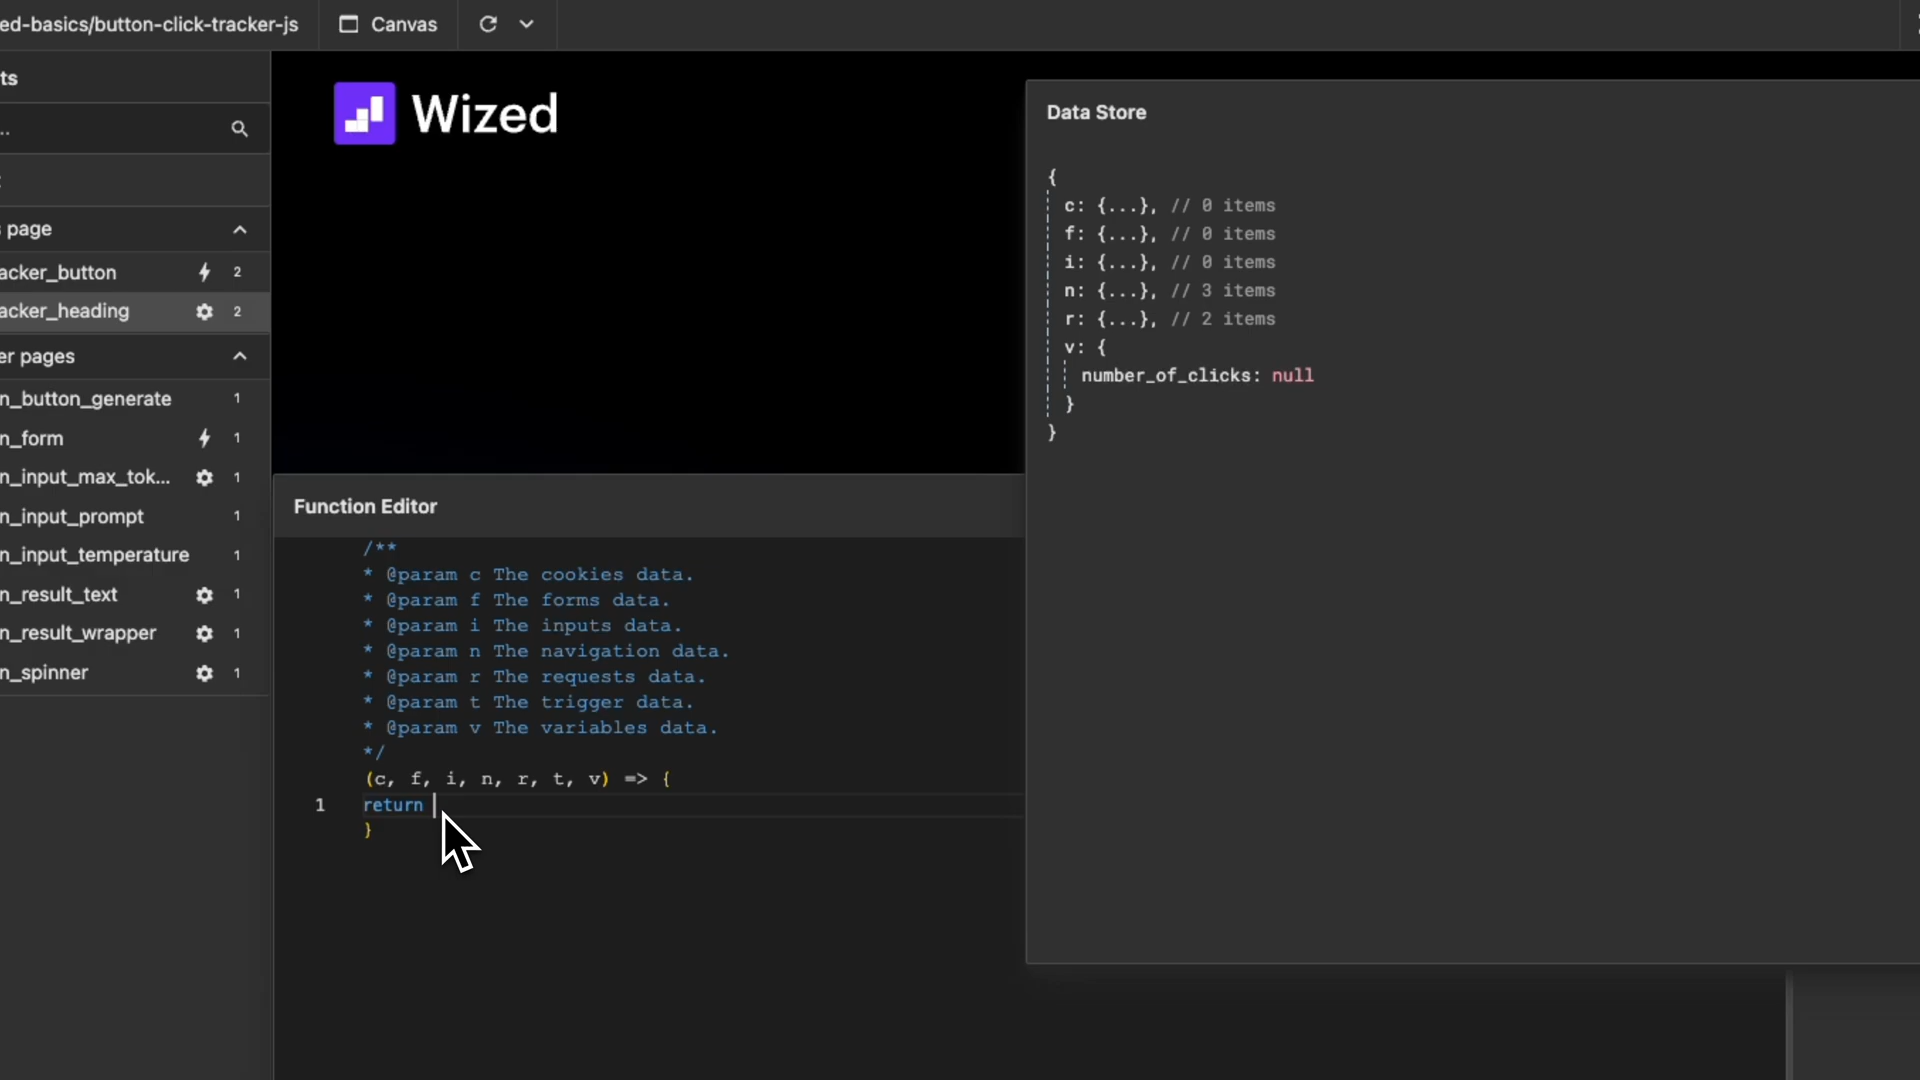 ed-basics/button-click-tracker-js
Canvas
ts
..
page
acker_button 2
acker_heading 2
er pages
n_button_generate 1
n_form 1
n_input_max_tok... 1
n_input_prompt 1
n_input_temperature 1
n_result_text 1
n_result_wrapper 1
n_spinner 1
Wized
Function Editor
/**
* @param c The cookies data.
* @param f The forms data.
* @param i The inputs data.
* @param n The navigation data.
* @param r The requests data.
* @param t The trigger data.
* @param v The variables data.
*/
(c, f, i, n, r, t, v) => {
1 return
}
Data Store
{
c: {...}, // 0 items
f: {...}, // 0 items
i: {...}, // 0 items
n: {...}, // 3 items
r: {...}, // 2 items
v: {
number_of_clicks: null
}
}